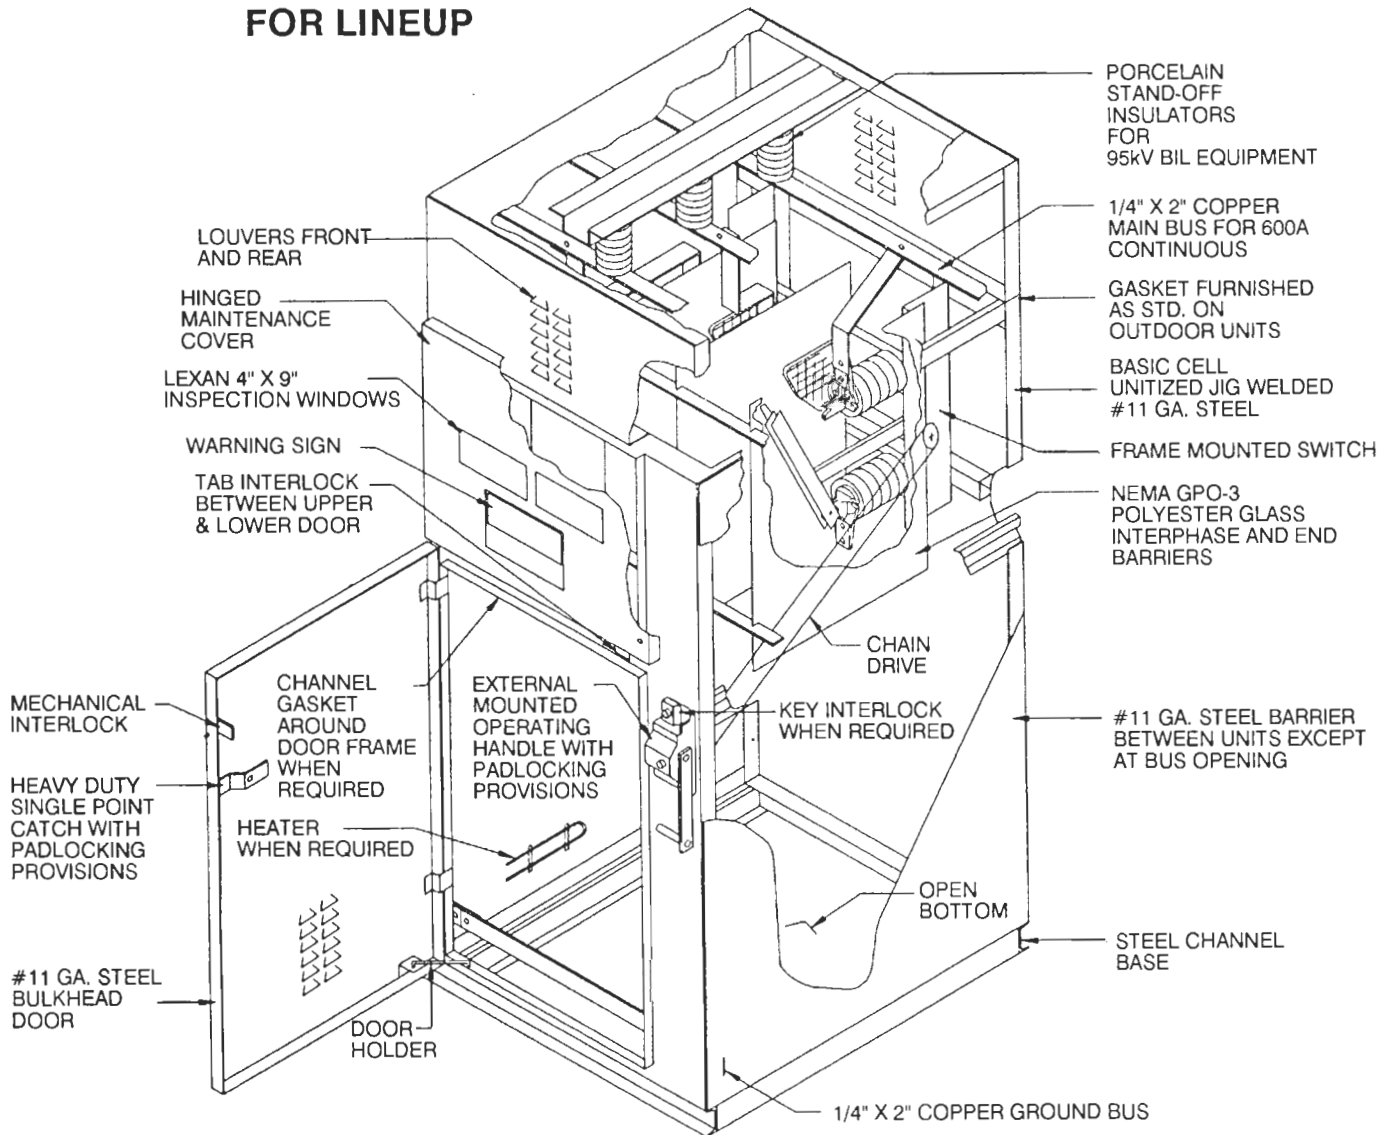 FOR LINEUP
PORCELAIN
STAND-OFF
INSULATORS
FOR
95kV BIL EQUIPMENT
1/4" X 2" COPPER
MAIN BUS FOR 600A
CONTINUOUS
GASKET FURNISHED
AS STD. ON
OUTDOOR UNITS
BASIC CELL
UNITIZED JIG WELDED
#11 GA. STEEL
FRAME MOUNTED SWITCH
NEMA GPO-3
POLYESTER GLASS
INTERPHASE AND END
BARRIERS
LOUVERS FRONT
AND REAR
HINGED
MAINTENANCE
COVER
LEXAN 4" X 9"
INSPECTION WINDOWS
WARNING SIGN
TAB INTERLOCK
BETWEEN UPPER
& LOWER DOOR
CHAIN
DRIVE
MECHANICAL
INTERLOCK
CHANNEL
GASKET
AROUND
DOOR FRAME
WHEN
REQUIRED
EXTERNAL
MOUNTED
OPERATING
HANDLE WITH
PADLOCKING
PROVISIONS
KEY INTERLOCK
WHEN REQUIRED
#11 GA. STEEL BARRIER
BETWEEN UNITS EXCEPT
AT BUS OPENING
HEAVY DUTY
SINGLE POINT
CATCH WITH
PADLOCKING
PROVISIONS
HEATER
WHEN REQUIRED
OPEN
BOTTOM
STEEL CHANNEL
BASE
#11 GA. STEEL
BULKHEAD
DOOR
DOOR
HOLDER
1/4" X 2" COPPER GROUND BUS